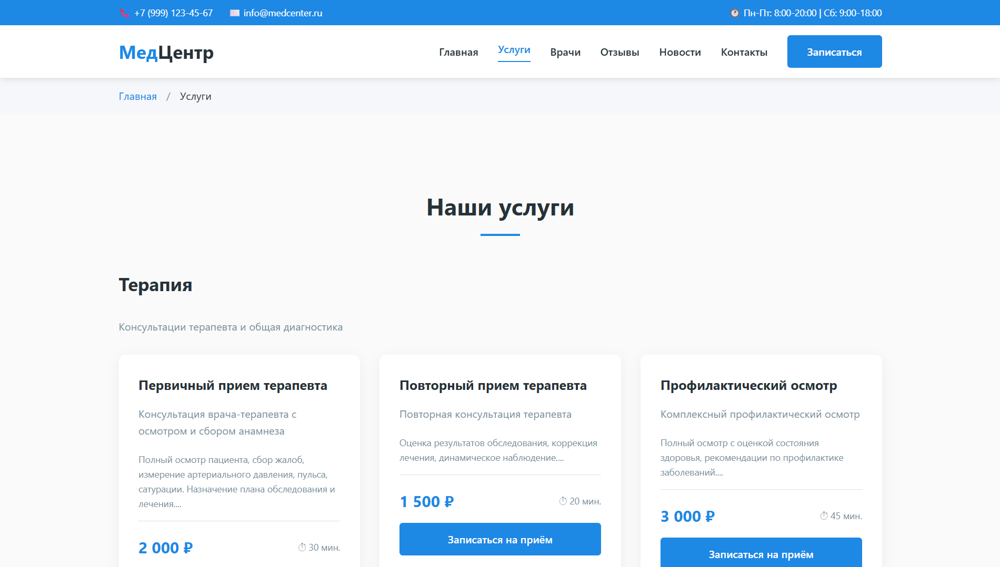 +7 (999) 123-45-67
info@medcenter.ru
Пн-Пт: 8:00-20:00 | Сб: 9:00-18:00
МедЦентр
Главная
Услуги
Врачи
Отзывы
Новости
Контакты
Записаться
Главная / Услуги
Наши услуги
Терапия
Консультации терапевта и общая диагностика
Первичный прием терапевта
Консультация врача-терапевта с
осмотром и сбором анамнеза
Полный осмотр пациента, сбор жалоб,
измерение артериального давления, пульса,
сатурации. Назначение плана обследования и
лечения....
2 000 ₽
30 мин.
Повторный прием терапевта
Повторная консультация терапевта
Оценка результатов обследования, коррекция
лечения, динамическое наблюдение....
1 500 ₽
20 мин.
Записаться на приём
Профилактический осмотр
Комплексный профилактический осмотр
Полный осмотр с оценкой состояния
здоровья, рекомендации по профилактике
заболеваний....
3 000 ₽
45 мин.
Записаться на приём